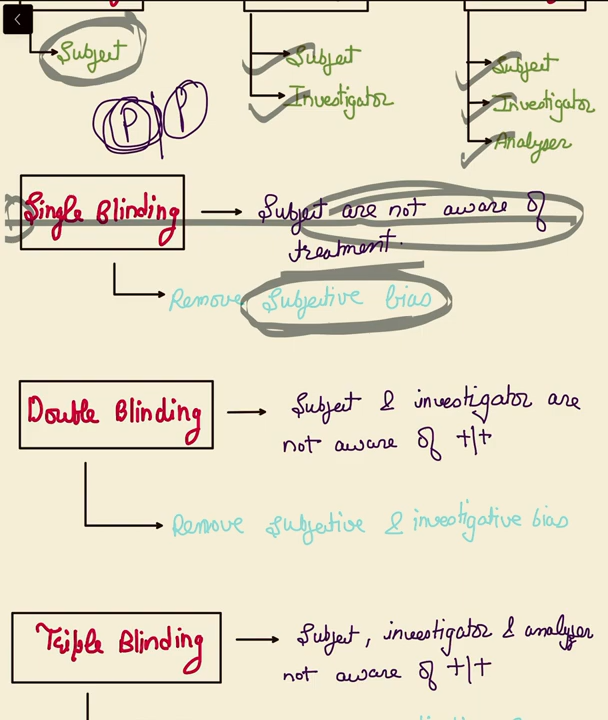 Subject
Subject
Investigator
Subject
Investigator
Analyser
P P
Single Blinding → Subject are not aware of
treatment.
Remove Subjective bias
Double Blinding → Subject & investigator are
not aware of t/t
Remove Subjective & investigative bias
Triple Blinding → Subject, investigator & analyser
not aware of t/t